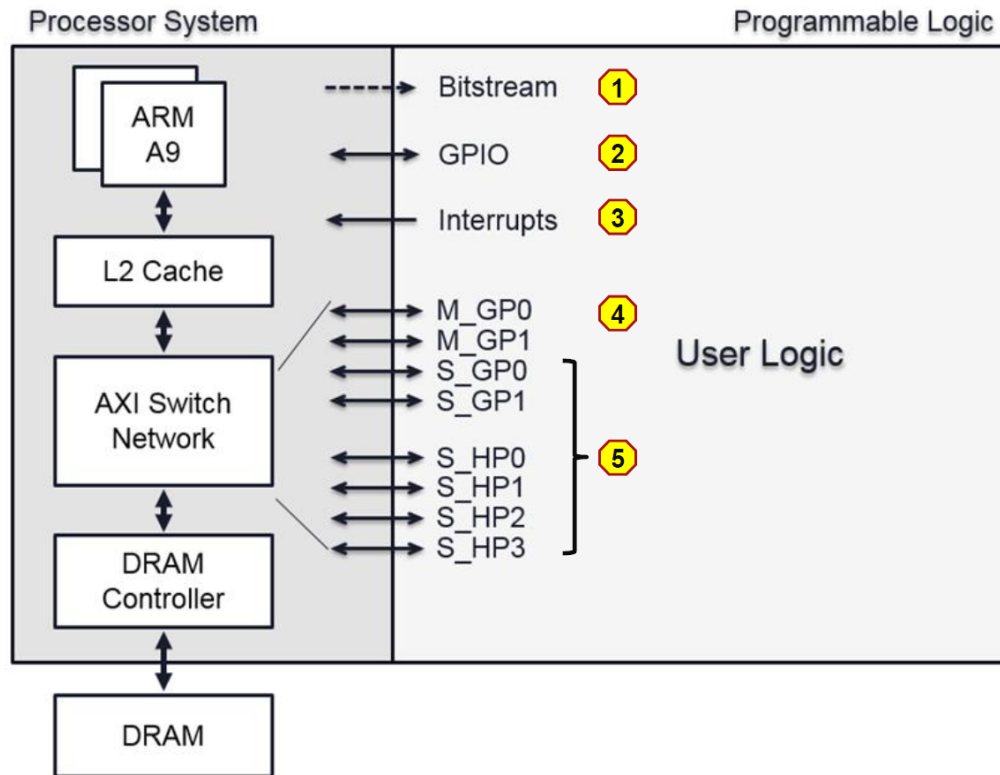 Processor System
Programmable Logic
ARM
A9
L2 Cache
AXI Switch
Network
DRAM
Controller
DRAM
Bitstream
1
GPIO
2
Interrupts
3
M_GP0
4
M_GP1
S_GP0
S_GP1
S_HP0
5
S_HP1
S_HP2
S_HP3
User Logic